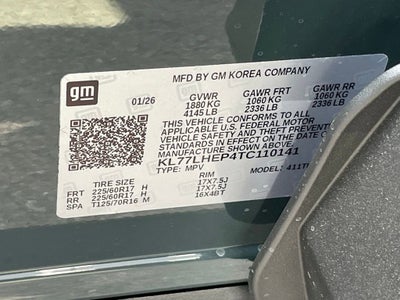 gm
MFD BY GM KOREA COMPANY
01/26 GVWR GAWR FRT GAWR RR
1880 KG 1060 KG 1060 KG
4145 LB 2336 LB 2336 LB
THIS VEHICLE CONFORMS TO ALL
APPLICABLE U.S. FEDERAL MOTOR
VEHICLE SAFETY AND THEFT PREVENTION
STANDARDS IN EFFECT ON THE DATE OF
MANUFACTURE SHOWN ABOVE.
KL77LHEP4TC110141
TYPE: MPV MODEL: 411T
TIRE SIZE RIM
FRT 225/60R17 H 17X7.5J
RR 225/60R17 H 17X7.5J
SPA T125/70R16 M 16X4BT